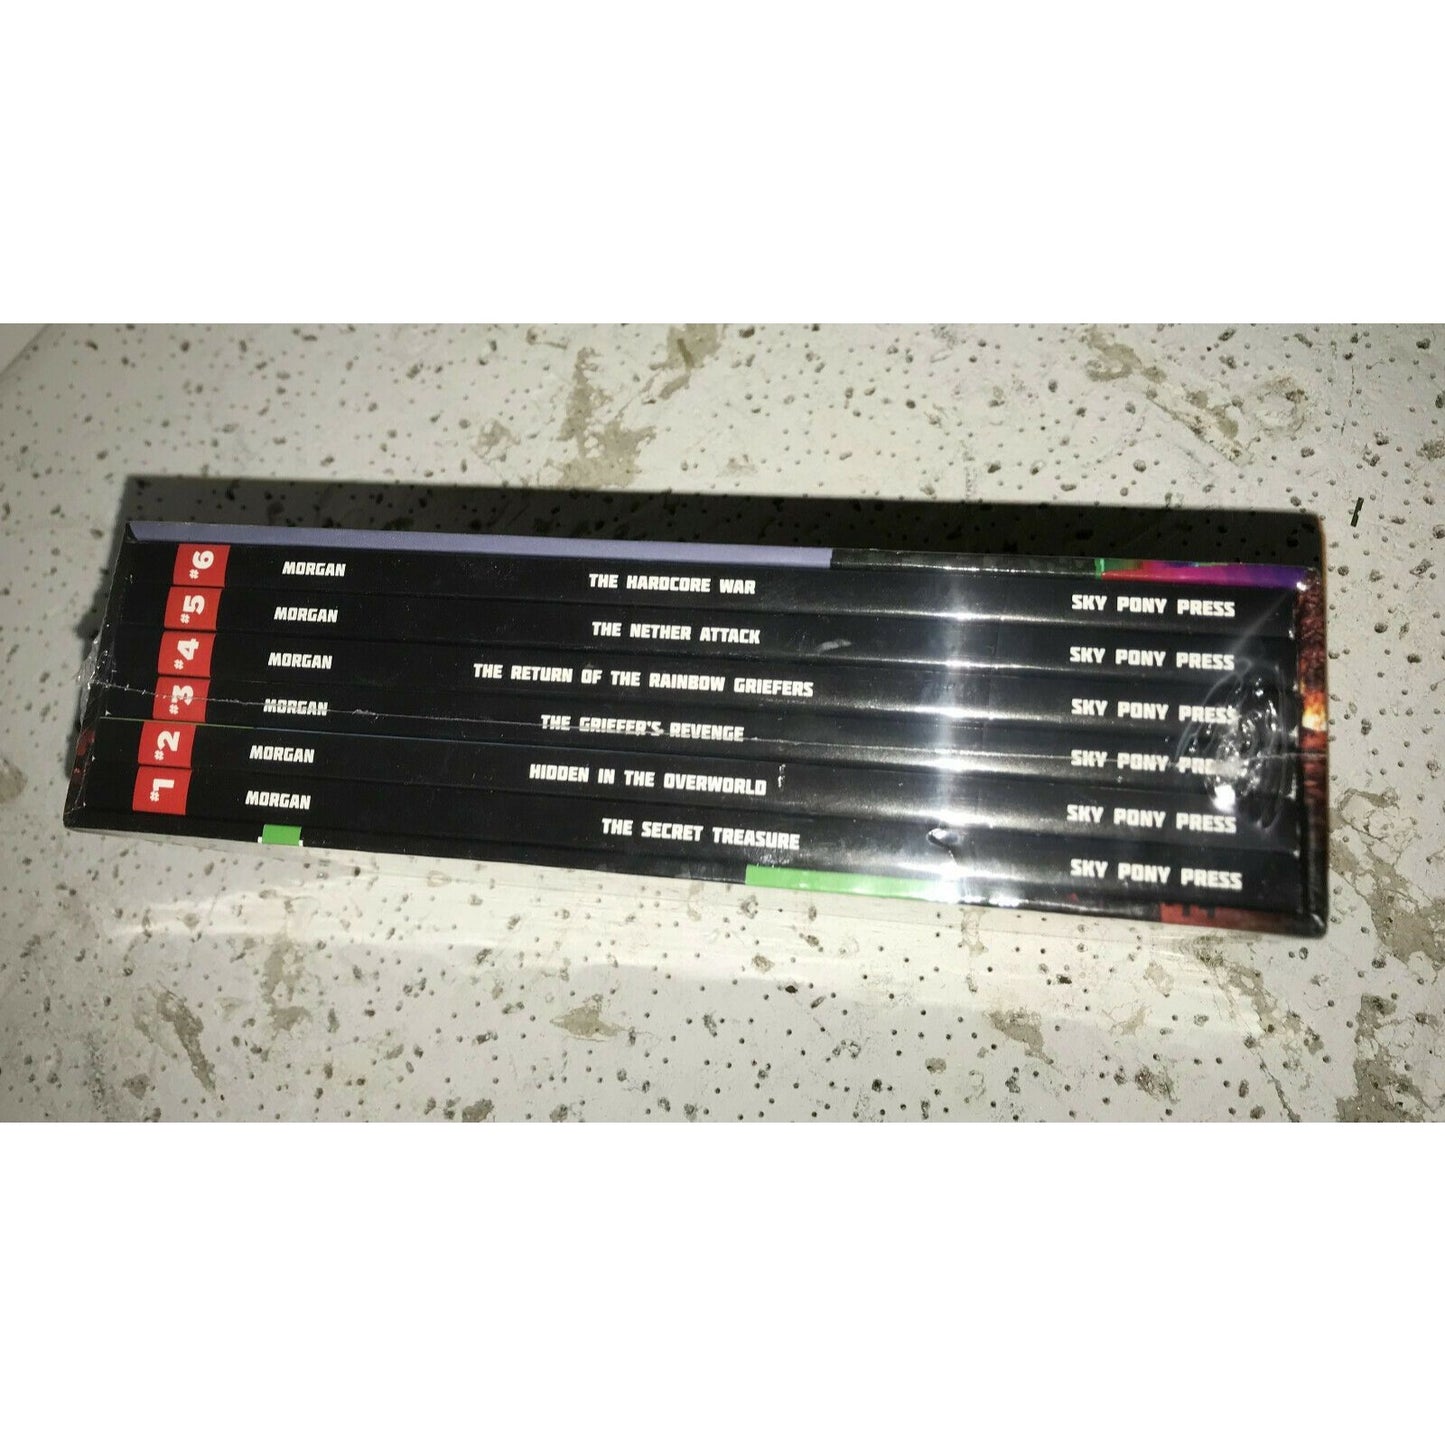 #6 MORGAN THE HARDCORE WAR SKY PONY PRESS
#5 MORGAN THE NETHER ATTACK SKY PONY PRESS
#4 MORGAN THE RETURN OF THE RAINBOW GRIEFERS SKY PONY PRESS
#3 MORGAN THE GRIEFER'S REVENGE SKY PONY PRESS
#2 MORGAN HIDDEN IN THE OVERWORLD SKY PONY PRESS
#1 MORGAN THE SECRET TREASURE SKY PONY PRESS